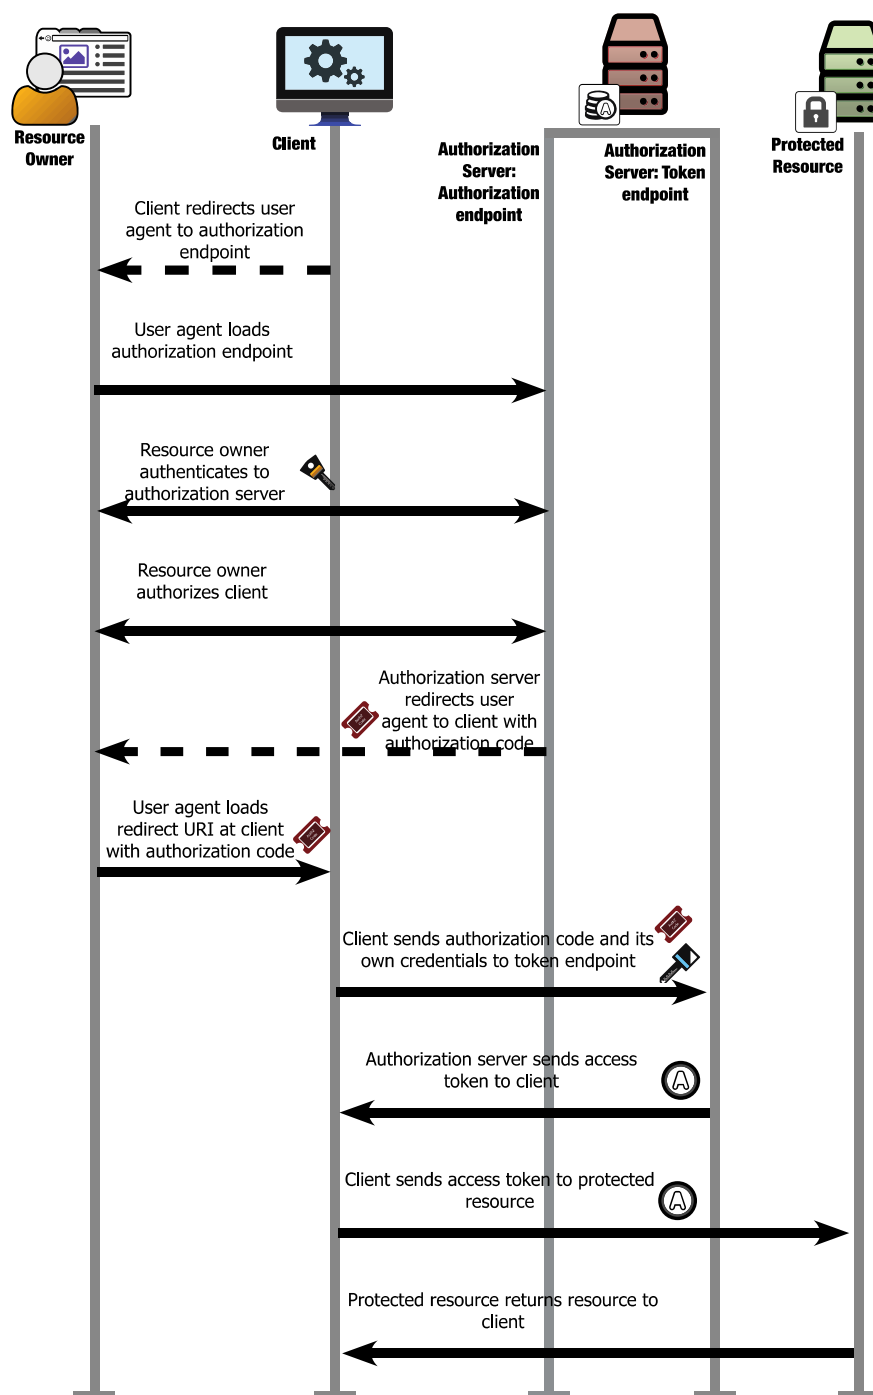 Resource
Owner
Client
Authorization
Server:
Authorization
endpoint
Authorization
Server: Token
endpoint
Protected
Resource
Client redirects user
agent to authorization
endpoint
User agent loads
authorization endpoint
Resource owner
authenticates to
authorization server
Resource owner
authorizes client
Authorization server
redirects user
agent to client with
authorization code
User agent loads
redirect URI at client
with authorization code
Client sends authorization code and its
own credentials to token endpoint
Authorization server sends access
token to client
A
Client sends access token to protected
resource
A
Protected resource returns resource to
client